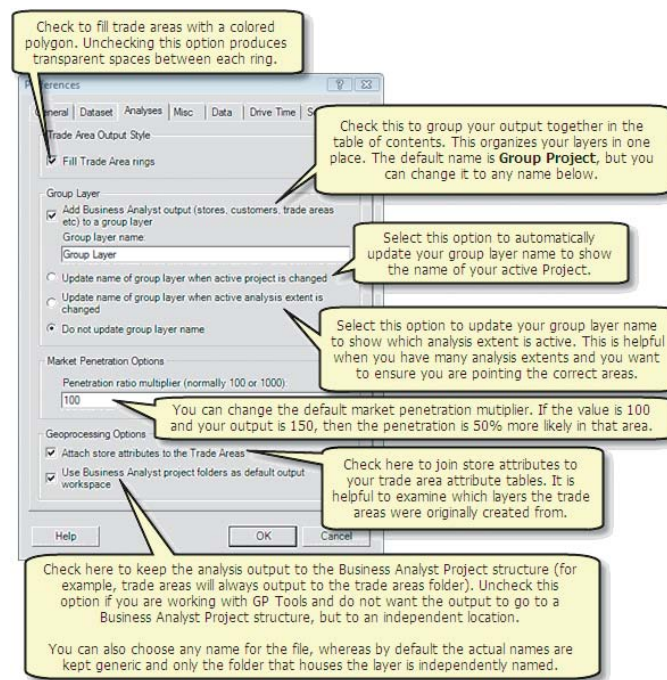 Check to fill trade areas with a colored
polygon. Unchecking this option produces
transparent spaces between each ring.
General | Dataset | Analyses | Misc | Data | Drive Time
Trade Area Output Style
Fill Trade Area rings
Check this to group your output together in the
table of contents. This organizes your layers in one
place. The default name is Group Project, but you
can change it to any name below.
Group Layer
Add Business Analyst output (stores, customers, trade areas
etc) to a group layer
Group layer name:
Group Layer
Select this option to automatically
update your group layer name to show
the name of your active Project.
Update name of group layer when active project is changed
Update name of group layer when active analysis extent is
changed
Do not update group layer name
Select this option to update your group layer name
to show which analysis extent is active. This is helpful
when you have many analysis extents and you want
to ensure you are pointing the correct areas.
Market Penetration Options
Penetration ratio multiplier (normally 100 or 1000):
100
You can change the default market penetration mutiplier. If the value is 100
and your output is 150, then the penetration is 50% more likely in that area.
Geoprocessing Options
Attach store attributes to the Trade Areas
Use Business Analyst project folders as default output
workspace
Check here to join store attributes to
your trade area attribute tables. It is
helpful to examine which layers the trade
areas were originally created from.
Help OK Cancel
Check here to keep the analysis output to the Business Analyst Project structure (for
example, trade areas will always output to the trade areas folder). Uncheck this
option if you are working with GP Tools and do not want the output to go to a
Business Analyst Project structure, but to an independent location.
You can also choose any name for the file, whereas by default the actual names are
kept generic and only the folder that houses the layer is independently named.